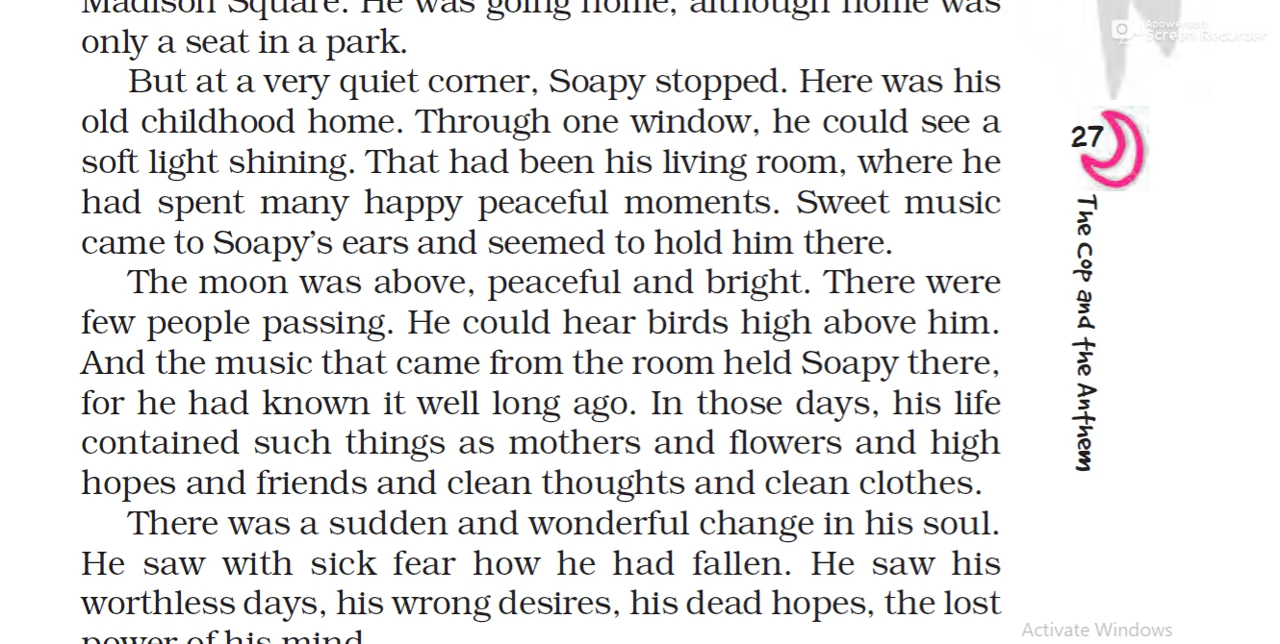 Madison Square. He was going home, although home was
only a seat in a park.
But at a very quiet corner, Soapy stopped. Here was his
old childhood home. Through one window, he could see a
soft light shining. That had been his living room, where he
had spent many happy peaceful moments. Sweet music
came to Soapy’s ears and seemed to hold him there.
The moon was above, peaceful and bright. There were
few people passing. He could hear birds high above him.
And the music that came from the room held Soapy there,
for he had known it well long ago. In those days, his life
contained such things as mothers and flowers and high
hopes and friends and clean thoughts and clean clothes.
There was a sudden and wonderful change in his soul.
He saw with sick fear how he had fallen. He saw his
worthless days, his wrong desires, his dead hopes, the lost
power of his mind.
Apowersoft
Screen Recorder
27
The Cop and the Anthem
Activate Windows